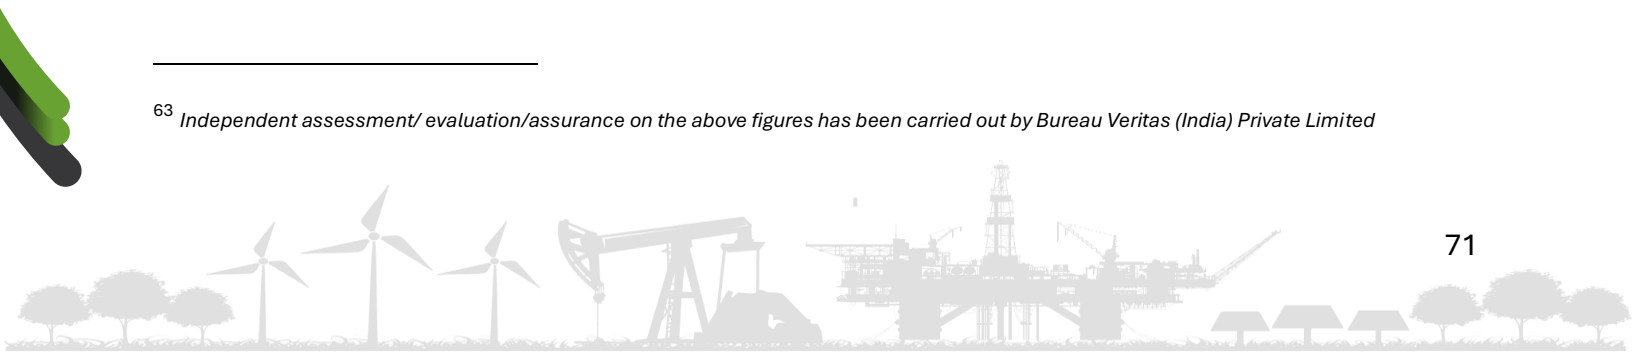 63 Independent assessment/ evaluation/assurance on the above figures has been carried out by Bureau Veritas (India) Private Limited
71